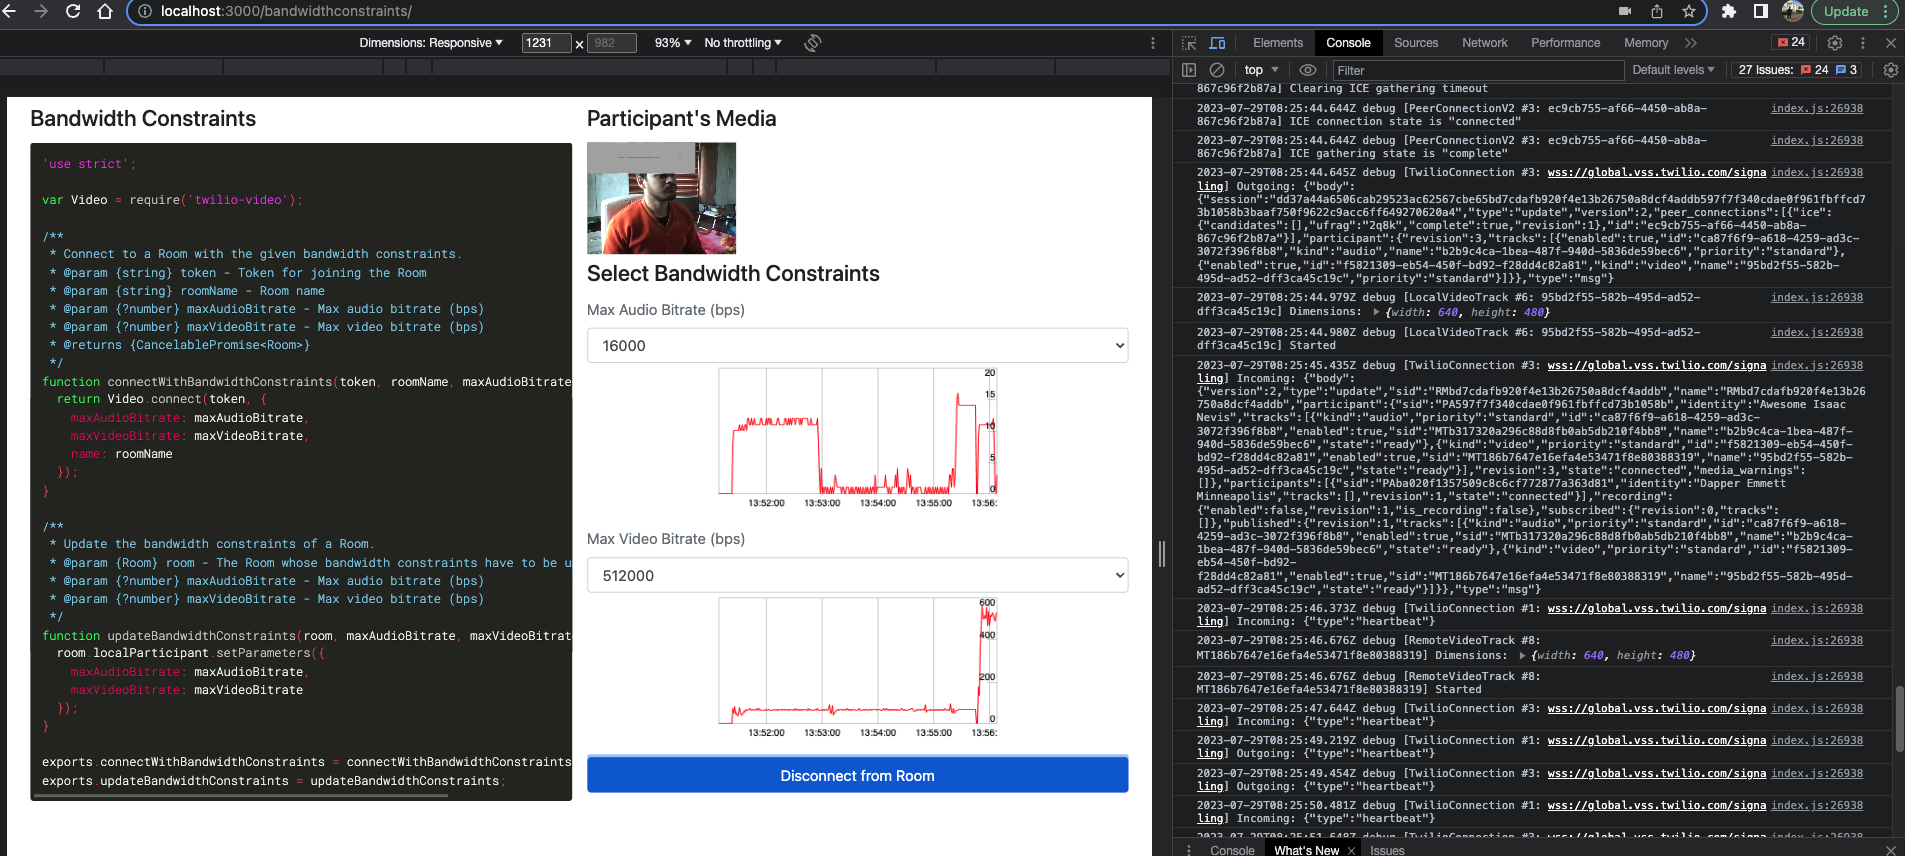 localhost:3000/bandwidthconstraints/
Update
Dimensions: Responsive ▼ 1231 × 982 93% ▼ No throttling ▼
Elements Console Sources Network Performance Memory 24
top ▼ Filter Default levels ▼ 27 Issues: 24 3
Bandwidth Constraints
'use strict';
var Video = require('twilio-video');
/**
* Connect to a Room with the given bandwidth constraints.
* @param {string} token - Token for joining the Room
* @param {string} roomName - Room name
* @param {?number} maxAudioBitrate - Max audio bitrate (bps)
* @param {?number} maxVideoBitrate - Max video bitrate (bps)
* @returns {CancelablePromise<Room>}
*/
function connectWithBandwidthConstraints(token, roomName, maxAudioBitrate
return Video.connect(token, {
maxAudioBitrate: maxAudioBitrate,
maxVideoBitrate: maxVideoBitrate,
name: roomName
});
}
/**
* Update the bandwidth constraints of a Room.
* @param {Room} room - The Room whose bandwidth constraints have to be u
* @param {?number} maxAudioBitrate - Max audio bitrate (bps)
* @param {?number} maxVideoBitrate - Max video bitrate (bps)
*/
function updateBandwidthConstraints(room, maxAudioBitrate, maxVideoBitrat
room.localParticipant.setParameters({
maxAudioBitrate: maxAudioBitrate,
maxVideoBitrate: maxVideoBitrate
});
}
exports.connectWithBandwidthConstraints = connectWithBandwidthConstraints
exports.updateBandwidthConstraints = updateBandwidthConstraints;
Participant's Media
Select Bandwidth Constraints
Max Audio Bitrate (bps)
16000
20
15
10
5
0
13:52:00 13:53:00 13:54:00 13:55:00 13:56:
Max Video Bitrate (bps)
512000
600
400
200
0
13:52:00 13:53:00 13:54:00 13:55:00 13:56:
Disconnect from Room
867c96f2b87a] Clearing ICE gathering timeout
2023-07-29T08:25:44.644Z debug [PeerConnectionV2 #3: ec9cb755-af66-4450-ab8a- index.js:26938
867c96f2b87a] ICE connection state is "connected"
2023-07-29T08:25:44.644Z debug [PeerConnectionV2 #3: ec9cb755-af66-4450-ab8a- index.js:26938
867c96f2b87a] ICE gathering state is "complete"
2023-07-29T08:25:44.645Z debug [TwilioConnection #3: wss://global.vss.twilio.com/signa index.js:26938
ling] Outgoing: {"body":
{"session":"dd37a44a6506cab29523ac62567cbe65bd7cdafb920f4e13b26750a8dcf4addb597f7f340cdae0f961fbffcd7
3b1058b3baaf750f9622c9acc6ff649270620a4","type":"update","version":2,"peer_connections":[{"ice":
{"candidates":[],"ufrag":"2q8k","complete":true,"revision":1},"id":"ec9cb755-af66-4450-ab8a-
867c96f2b87a"}],"participant":{"revision":3,"tracks":[{"enabled":true,"id":"ca87f6f9-a618-4259-ad3c-
3072f396f8b8","kind":"audio","name":"b2b9c4ca-1bea-487f-940d-5836de59bec6","priority":"standard"},
{"enabled":true,"id":"f5821309-eb54-450f-bd92-f28dd4c82a81","kind":"video","name":"95bd2f55-582b-
495d-ad52-dff3ca45c19c","priority":"standard"}]}},"type":"msg"}
2023-07-29T08:25:44.979Z debug [LocalVideoTrack #6: 95bd2f55-582b-495d-ad52- index.js:26938
dff3ca45c19c] Dimensions: ▶ {width: 640, height: 480}
2023-07-29T08:25:44.980Z debug [LocalVideoTrack #6: 95bd2f55-582b-495d-ad52- index.js:26938
dff3ca45c19c] Started
2023-07-29T08:25:45.435Z debug [TwilioConnection #3: wss://global.vss.twilio.com/signa index.js:26938
ling] Incoming: {"body":
{"version":2,"type":"update","sid":"RMbd7cdafb920f4e13b26750a8dcf4addb","name":"RMbd7cdafb920f4e13b26
750a8dcf4addb","participant":{"sid":"PA597f7f340cdae0f961fbffcd73b1058b","identity":"Awesome Isaac
Nevis","tracks":[{"kind":"audio","priority":"standard","id":"ca87f6f9-a618-4259-ad3c-
3072f396f8b8","enabled":true,"sid":"MTb317320a296c88d8fb0ab5db210f4bb8","name":"b2b9c4ca-1bea-487f-
940d-5836de59bec6","state":"ready"},{"kind":"video","priority":"standard","id":"f5821309-eb54-450f-
bd92-f28dd4c82a81","enabled":true,"sid":"MT186b7647e16efa4e53471f8e80388319","name":"95bd2f55-582b-
495d-ad52-dff3ca45c19c","state":"ready"}],"revision":3,"state":"connected","media_warnings":
[]},"participants":[{"sid":"PAba020f1357509c8c6cf772877a363d81","identity":"Dapper Emmett
Minneapolis","tracks":[],"revision":1,"state":"connected"}],"recording":
{"enabled":false,"revision":1,"is_recording":false},"subscribed":{"revision":0,"tracks":
[]},"published":{"revision":1,"tracks":[{"kind":"audio","priority":"standard","id":"ca87f6f9-a618-
4259-ad3c-3072f396f8b8","enabled":true,"sid":"MTb317320a296c88d8fb0ab5db210f4bb8","name":"b2b9c4ca-
1bea-487f-940d-5836de59bec6","state":"ready"},{"kind":"video","priority":"standard","id":"f5821309-
eb54-450f-bd92-
f28dd4c82a81","enabled":true,"sid":"MT186b7647e16efa4e53471f8e80388319","name":"95bd2f55-582b-495d-
ad52-dff3ca45c19c","state":"ready"}]}},"type":"msg"}
2023-07-29T08:25:46.373Z debug [TwilioConnection #1: wss://global.vss.twilio.com/signa index.js:26938
ling] Incoming: {"type":"heartbeat"}
2023-07-29T08:25:46.676Z debug [RemoteVideoTrack #8: index.js:26938
MT186b7647e16efa4e53471f8e80388319] Dimensions: ▶ {width: 640, height: 480}
2023-07-29T08:25:46.676Z debug [RemoteVideoTrack #8: index.js:26938
MT186b7647e16efa4e53471f8e80388319] Started
2023-07-29T08:25:47.644Z debug [TwilioConnection #3: wss://global.vss.twilio.com/signa index.js:26938
ling] Incoming: {"type":"heartbeat"}
2023-07-29T08:25:49.219Z debug [TwilioConnection #1: wss://global.vss.twilio.com/signa index.js:26938
ling] Outgoing: {"type":"heartbeat"}
2023-07-29T08:25:49.454Z debug [TwilioConnection #3: wss://global.vss.twilio.com/signa index.js:26938
ling] Outgoing: {"type":"heartbeat"}
2023-07-29T08:25:50.481Z debug [TwilioConnection #1: wss://global.vss.twilio.com/signa index.js:26938
ling] Incoming: {"type":"heartbeat"}
Console What's New × Issues